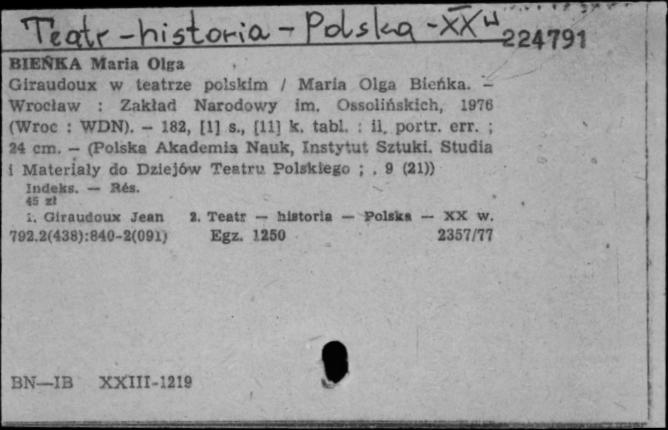 Teatr - historia - Polska - XX w
224791
BIEŃKA Maria Olga
Giraudoux w teatrze polskim / Maria Olga Bieńka. –
Wrocław : Zakład Narodowy im. Ossolińskich, 1976
(Wroc : WDN). – 182, [1] s., [11] k. tabl. : il. portr. err. ;
24 cm. – (Polska Akademia Nauk, Instytut Sztuki. Studia
i Materiały do Dziejów Teatru Polskiego ; . 9 (21))
Indeks. — Rés.
45 zł
1. Giraudoux Jean 2. Teatr — historia — Polska — XX w.
792.2(438):840-2(091) Egz. 1250 2357/77
BN—IB XXIII-1219